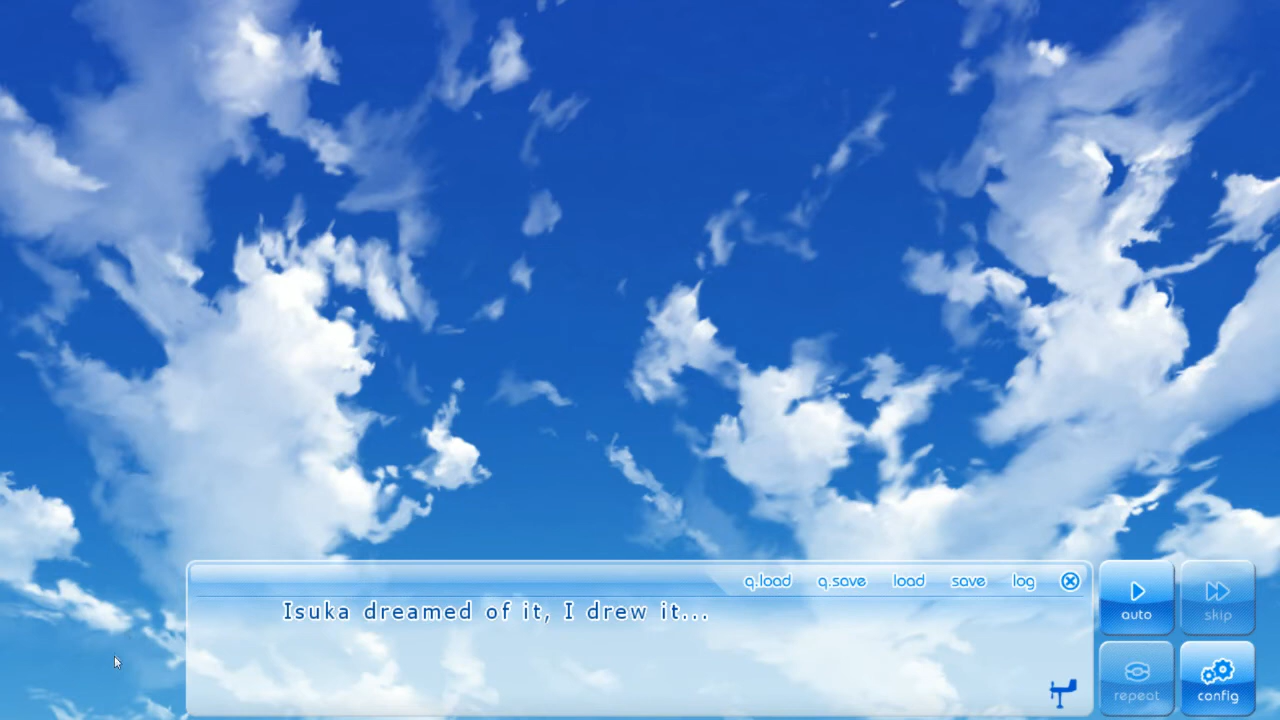 q.load q.save load save log
Isuka dreamed of it, I drew it...
auto skip
repeat config